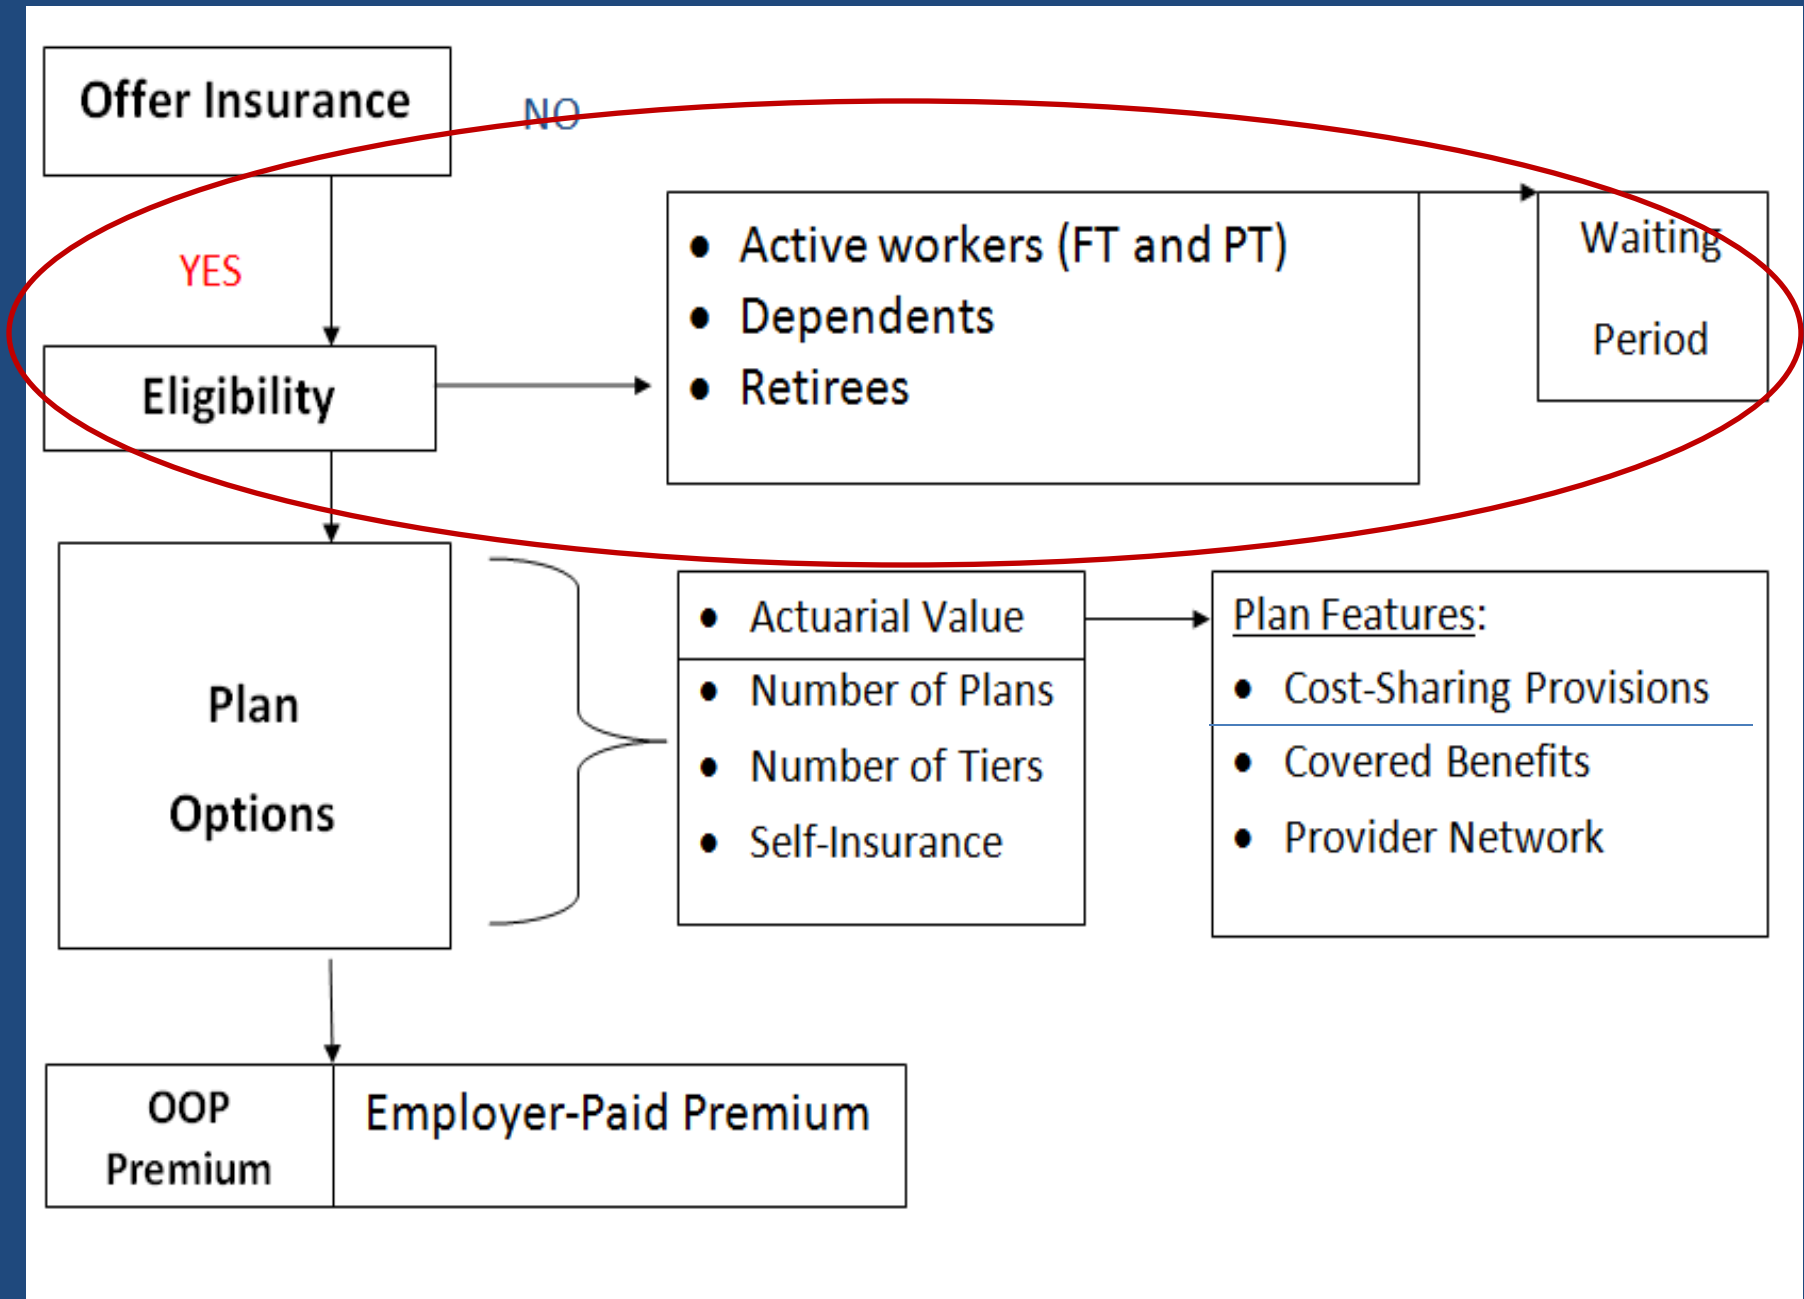 Offer Insurance
NO
YES
Eligibility
• Active workers (FT and PT)
• Dependents
• Retirees
Waiting
Period
Plan
Options
• Actuarial Value
• Number of Plans
• Number of Tiers
• Self-Insurance
Plan Features:
• Cost-Sharing Provisions
• Covered Benefits
• Provider Network
OOP
Premium
Employer-Paid Premium